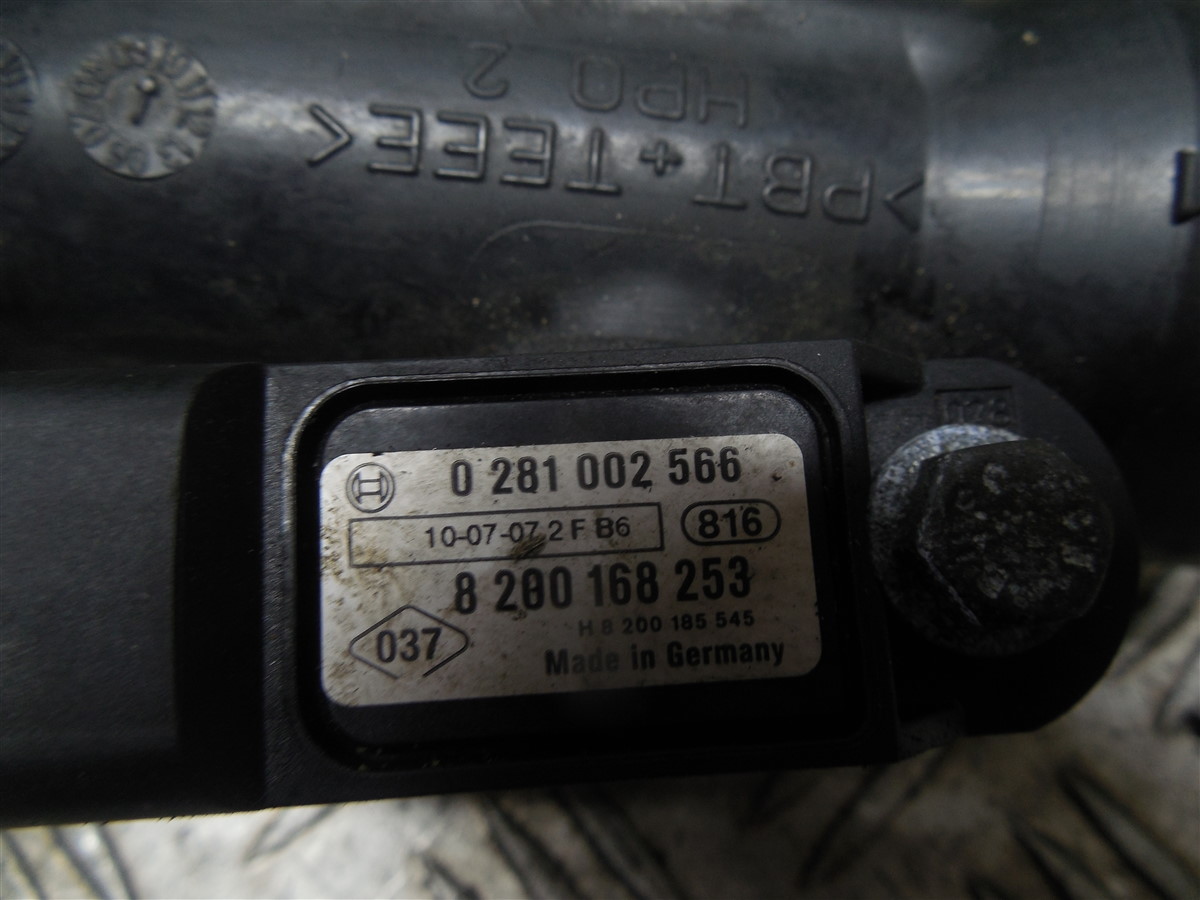 HPO 2
>PBT+TEEE<
028
0 281 002 566
10-07-07 2 F B6
816
8 200 168 253
H 8 200 185 545
037
Made in Germany